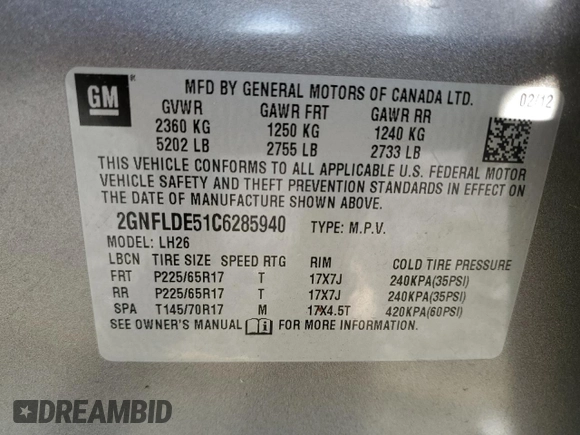 GM
MFD BY GENERAL MOTORS OF CANADA LTD. 02/12
GVWR GAWR FRT GAWR RR
2360 KG 1250 KG 1240 KG
5202 LB 2755 LB 2733 LB
THIS VEHICLE CONFORMS TO ALL APPLICABLE U.S. FEDERAL MOTOR
VEHICLE SAFETY AND THEFT PREVENTION STANDARDS IN EFFECT ON
THE DATE OF MANUFACTURE SHOWN ABOVE.
2GNFLDE51C6285940 TYPE: M.P.V.
MODEL: LH26
LBCN TIRE SIZE SPEED RTG RIM COLD TIRE PRESSURE
FRT P225/65R17 T 17X7J 240KPA(35PSI)
RR P225/65R17 T 17X7J 240KPA(35PSI)
SPA T145/70R17 M 17X4.5T 420KPA(60PSI)
SEE OWNER'S MANUAL FOR MORE INFORMATION.
DREAMBID